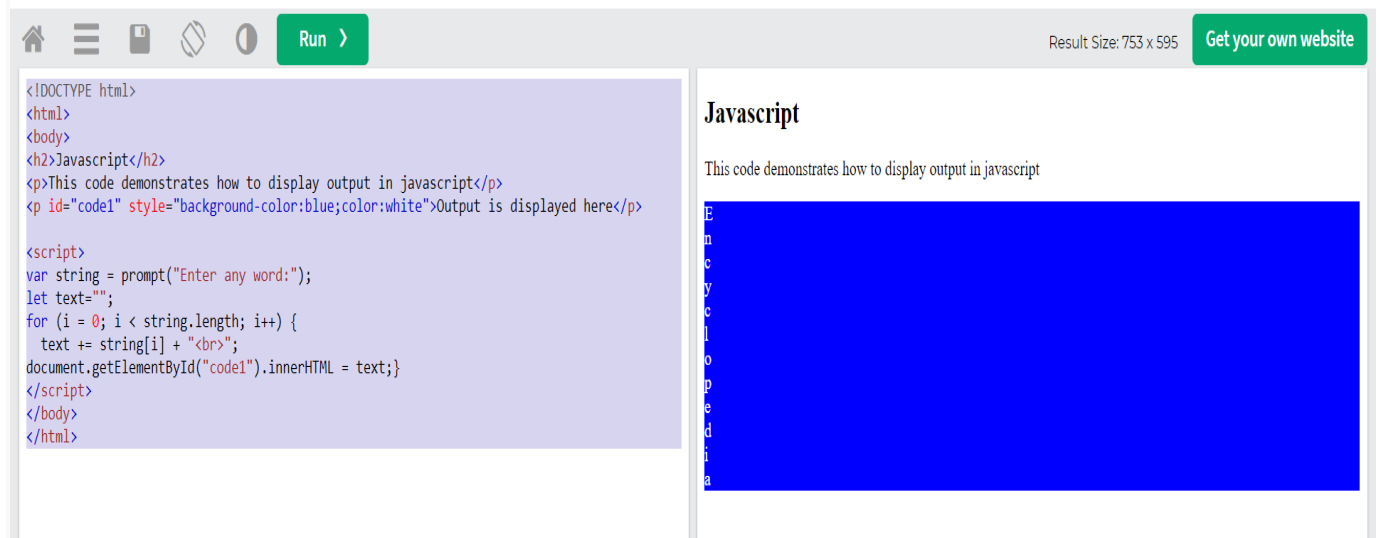 Run ❯
Result Size: 753 x 595
Get your own website
<!DOCTYPE html>
<html>
<body>
<h2>Javascript</h2>
<p>This code demonstrates how to display output in javascript</p>
<p id="code1" style="background-color:blue;color:white">Output is displayed here</p>

<script>
var string = prompt("Enter any word:");
let text="";
for (i = 0; i < string.length; i++) {
  text += string[i] + "<br>";
document.getElementById("code1").innerHTML = text;}
</script>
</body>
</html>
Javascript
This code demonstrates how to display output in javascript
E
n
c
y
c
l
o
p
e
d
i
a